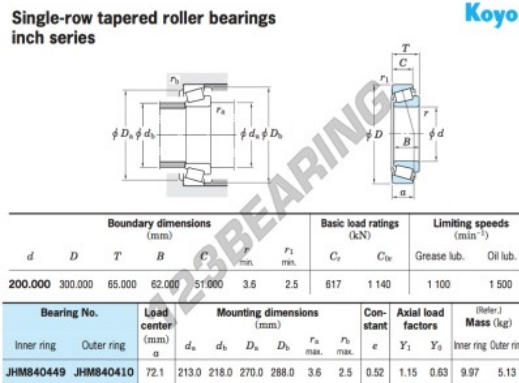 Single-row tapered roller bearings
inch series
Koyo
T
C
r1
r
B
φD
φd
a
rb
ra
φDa φdb
φda φDb
123BEARING
Boundary dimensions
(mm)
Basic load ratings
(kN)
Limiting speeds
(min⁻¹)
d D T B C r min. r1 min. Cr C0r Grease lub. Oil lub.
200.000 300.000 65.000 62.000 51.000 3.6 2.5 617 1 140 1 100 1 500
Bearing No.
Load center (mm) a
Mounting dimensions
(mm)
Constant e
Axial load factors
(Refer.)
Mass (kg)
Inner ring Outer ring da db Da Db ra max. rb max. Y1 Y0 Inner ring Outer rin
JHM840449 JHM840410 72.1 213.0 218.0 270.0 288.0 3.6 2.5 0.52 1.15 0.63 9.97 5.13